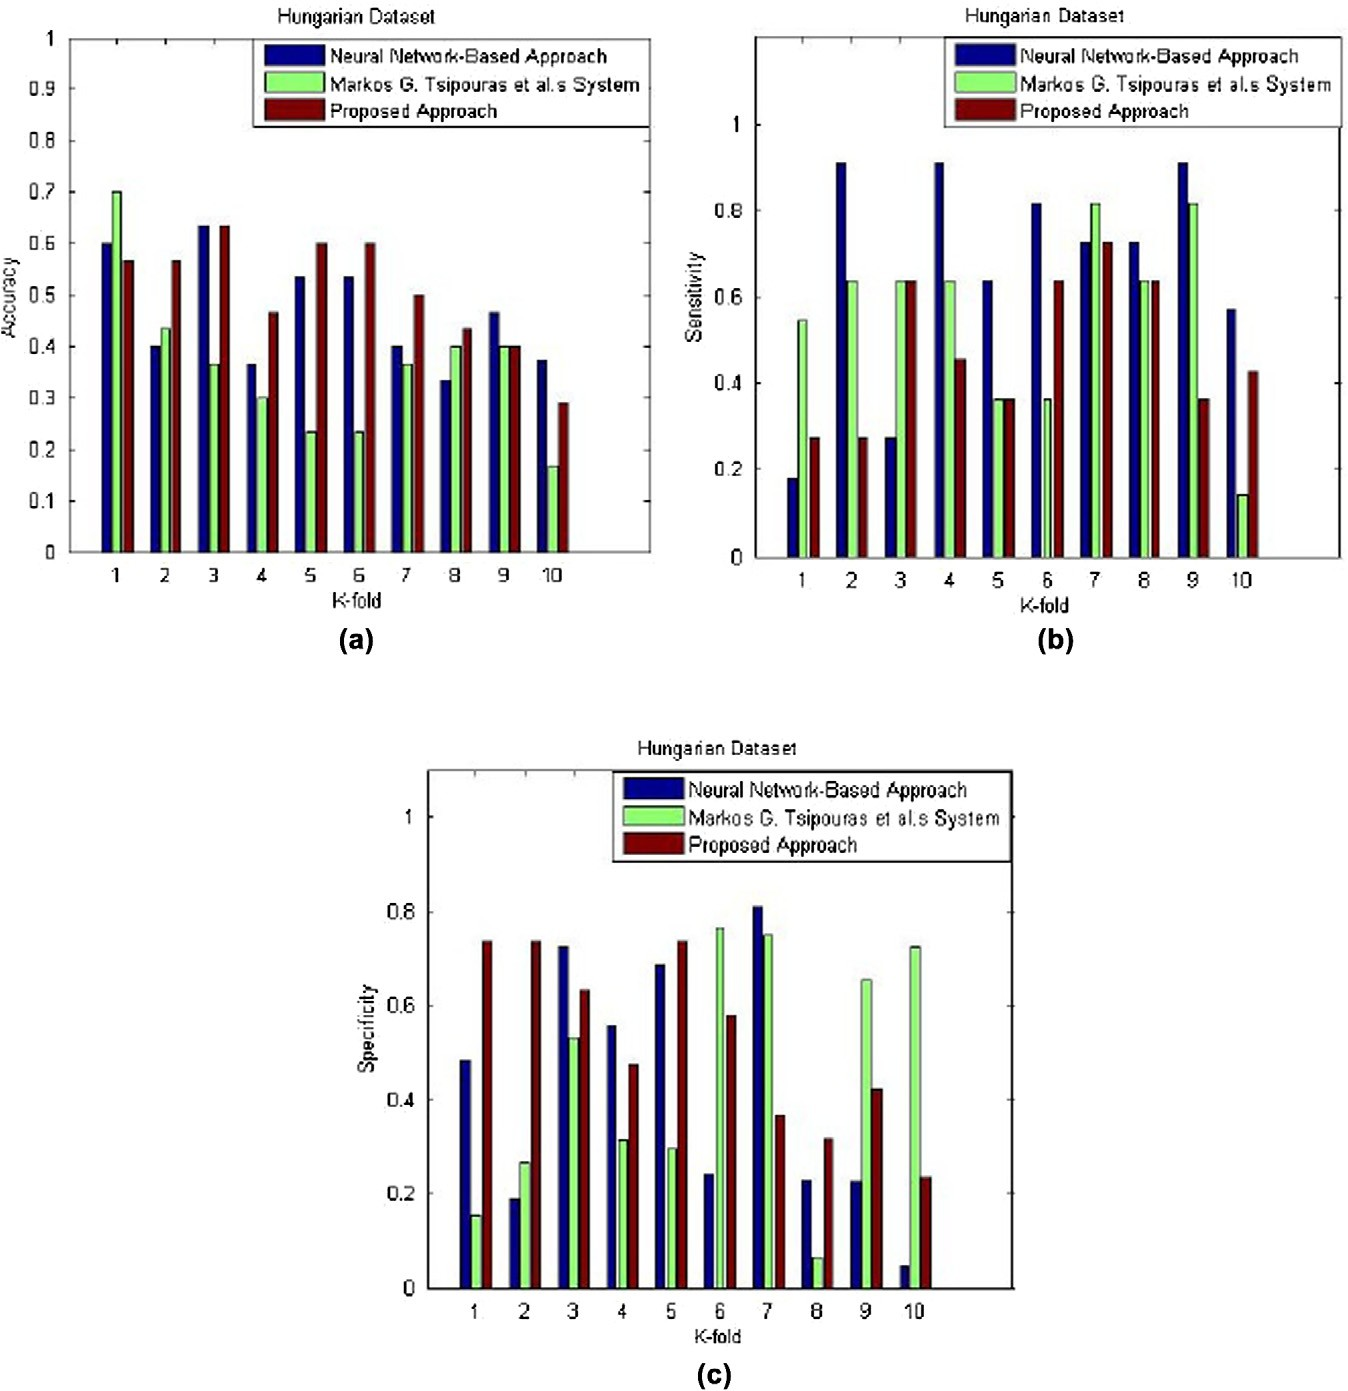 Hungarian Dataset
Neural Network-Based Approach
Markos G. Tsipouras et al.s System
Proposed Approach
1
0.9
0.8
0.7
0.6
0.5
0.4
0.3
0.2
0.1
0
Accuracy
1 2 3 4 5 6 7 8 9 10
K-fold
(a)
Hungarian Dataset
Neural Network-Based Approach
Markos G. Tsipouras et al.s System
Proposed Approach
1
0.8
0.6
0.4
0.2
0
Sensitivity
1 2 3 4 5 6 7 8 9 10
K-fold
(b)
Hungarian Dataset
Neural Network-Based Approach
Markos G. Tsipouras et al.s System
Proposed Approach
1
0.8
0.6
0.4
0.2
0
Specificity
1 2 3 4 5 6 7 8 9 10
K-fold
(c)